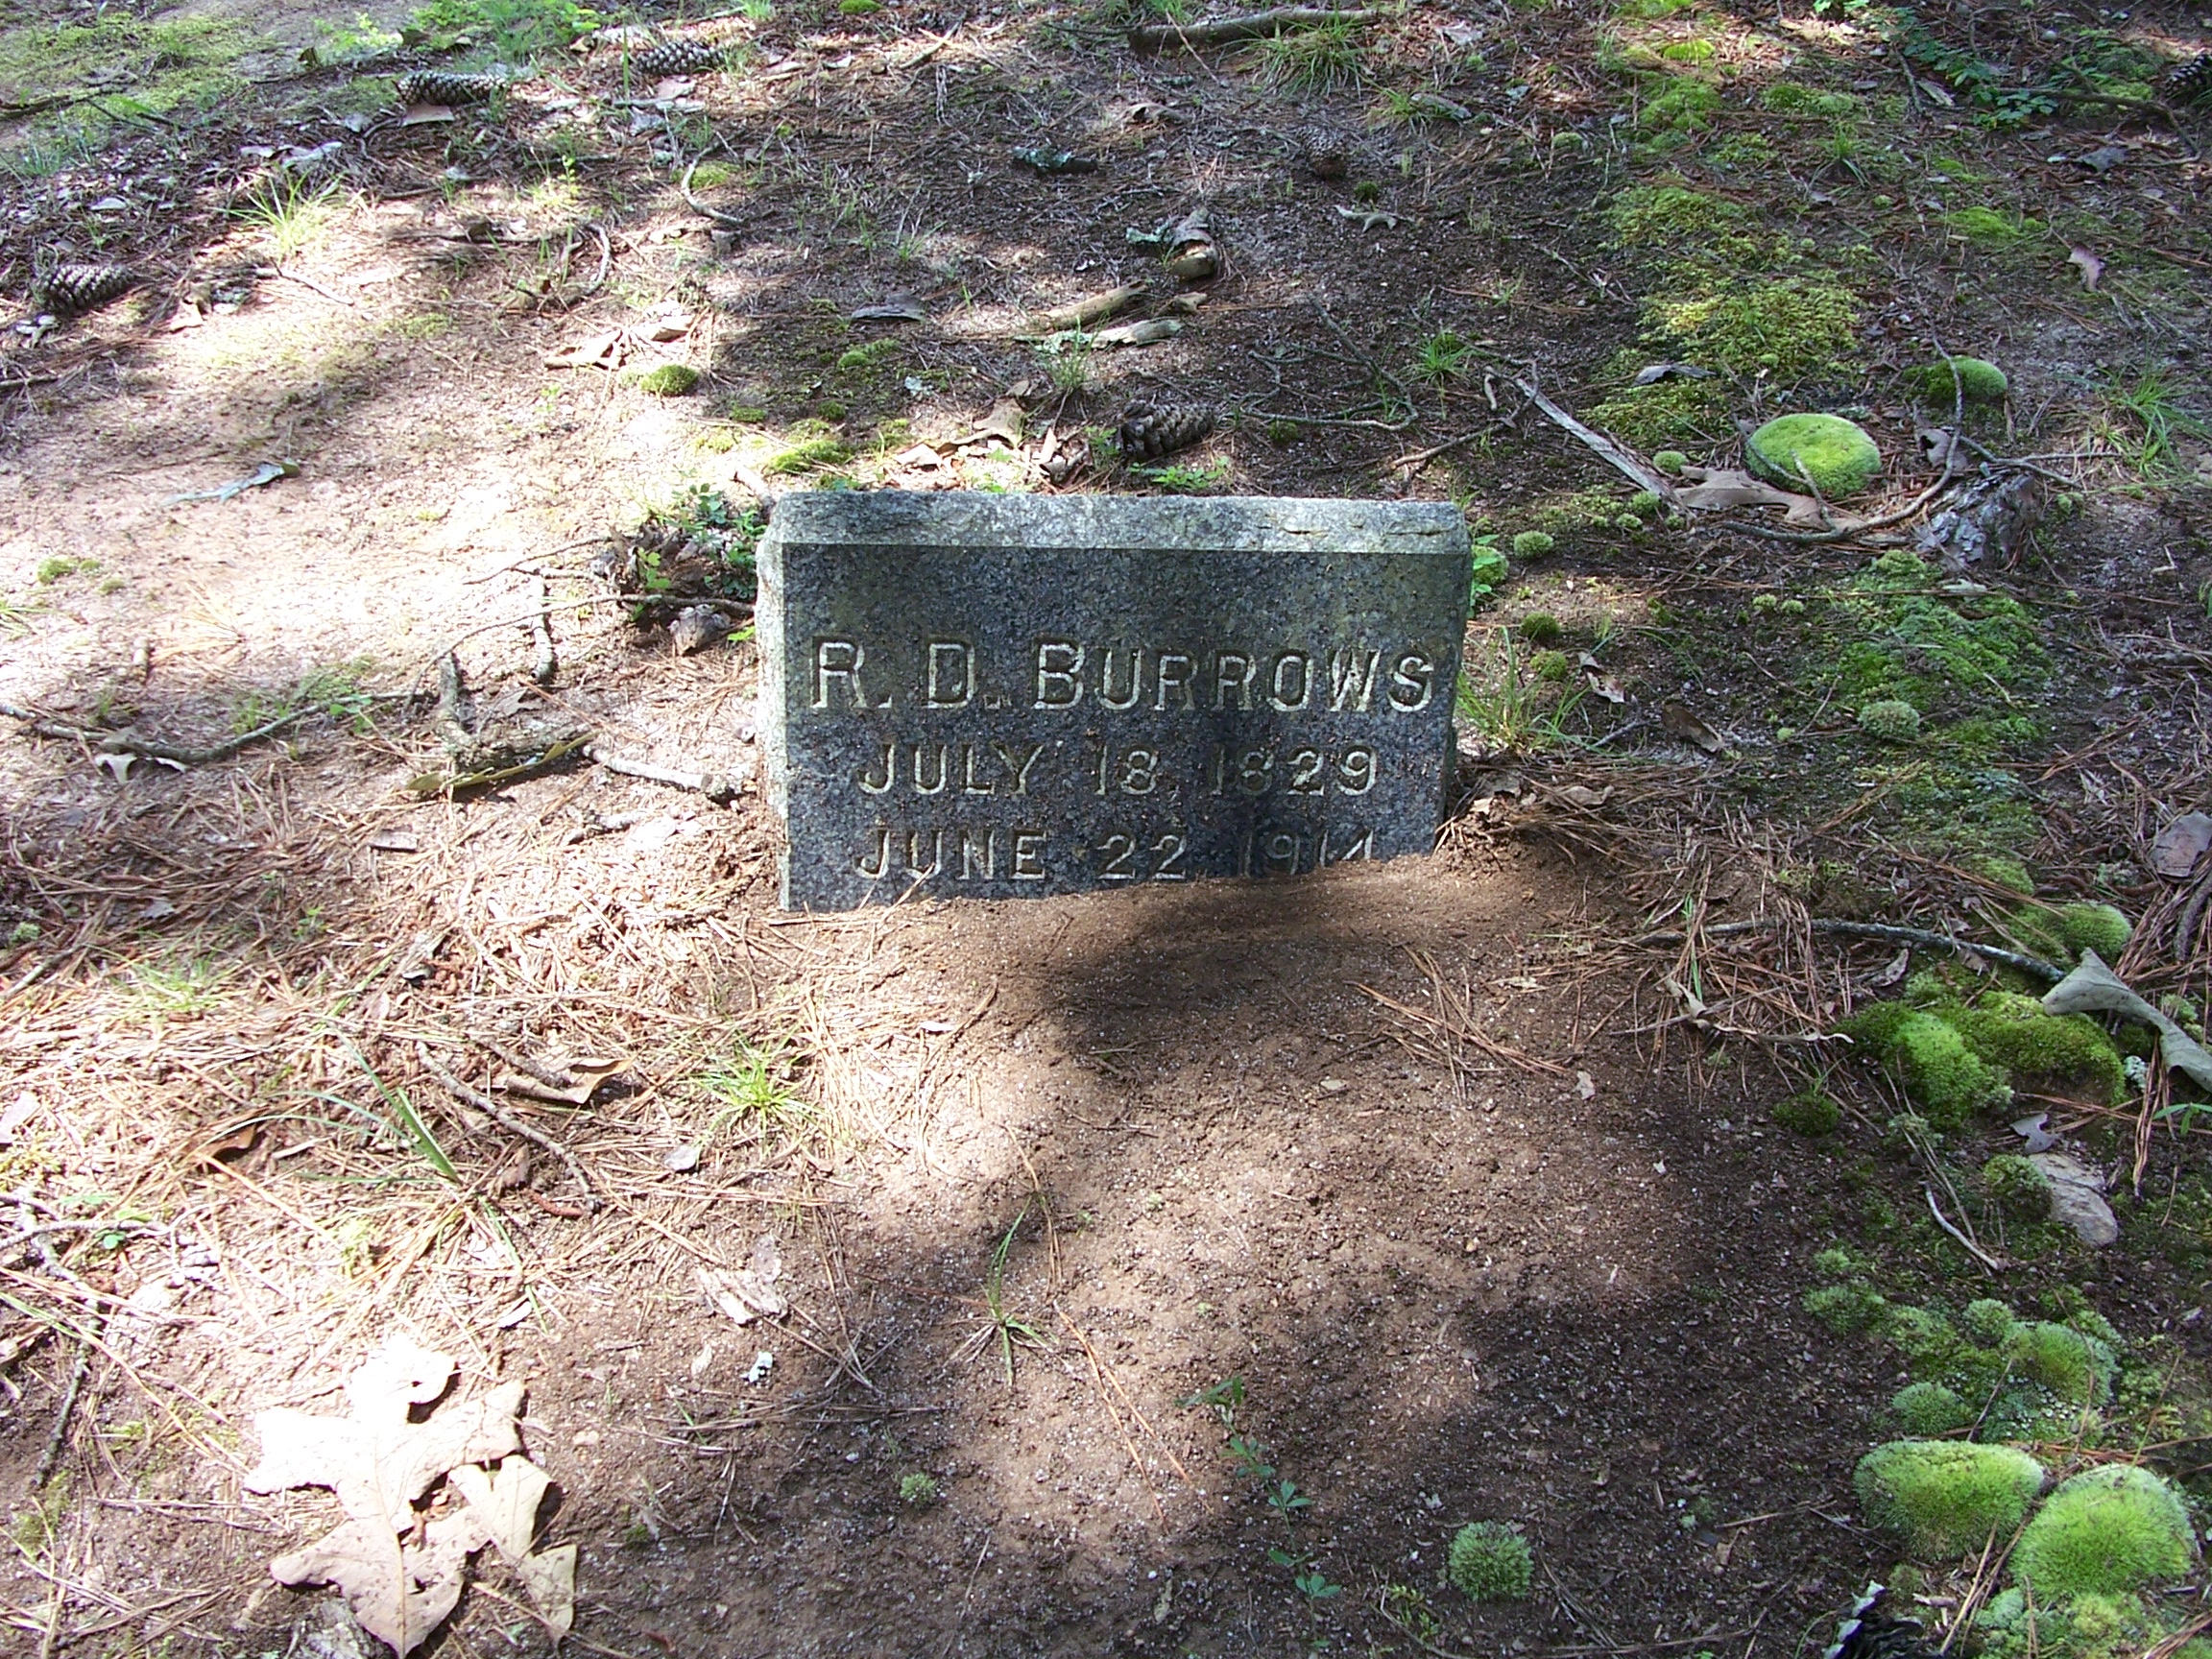 R. D. BURROWS
JULY 18, 1829
JUNE 22 1914